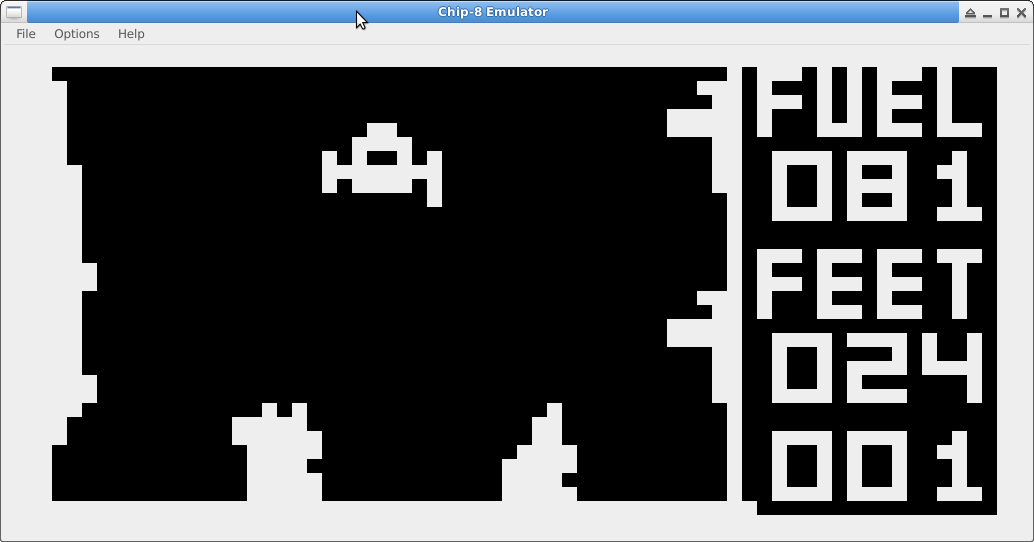 Chip-8 Emulator
File Options Help
FUEL
081
FEET
024
001